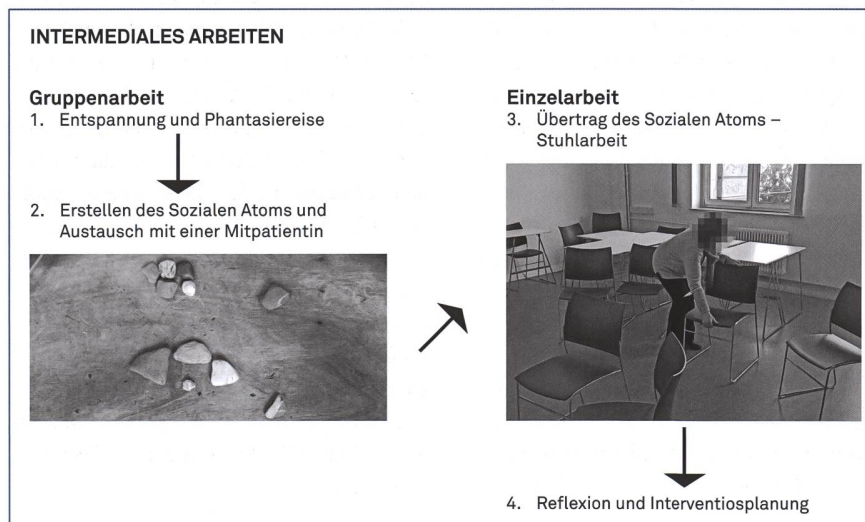 INTERMEDIALES ARBEITEN
Gruppenarbeit
1. Entspannung und Phantasiereise
2. Erstellen des Sozialen Atoms und
Austausch mit einer Mitpatientin
Einzelarbeit
3. Übertrag des Sozialen Atoms –
Stuhlarbeit
4. Reflexion und Interventiosplanung